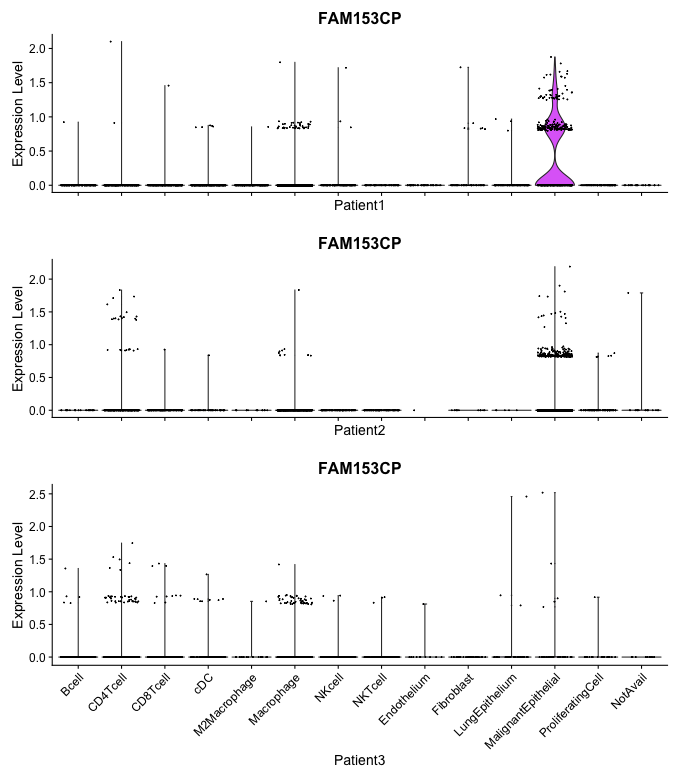 FAM153CP
Expression Level
2.0
1.5
1.0
0.5
0.0
Patient1
FAM153CP
Expression Level
2.0
1.5
1.0
0.5
0.0
Patient2
FAM153CP
Expression Level
2.5
2.0
1.5
1.0
0.5
0.0
Bcell
CD4Tcell
CD8Tcell
cDC
M2Macrophage
Macrophage
NKcell
NKTcell
Endothelium
Fibroblast
LungEpithelium
MalignantEpithelial
ProliferatingCell
NotAvail
Patient3